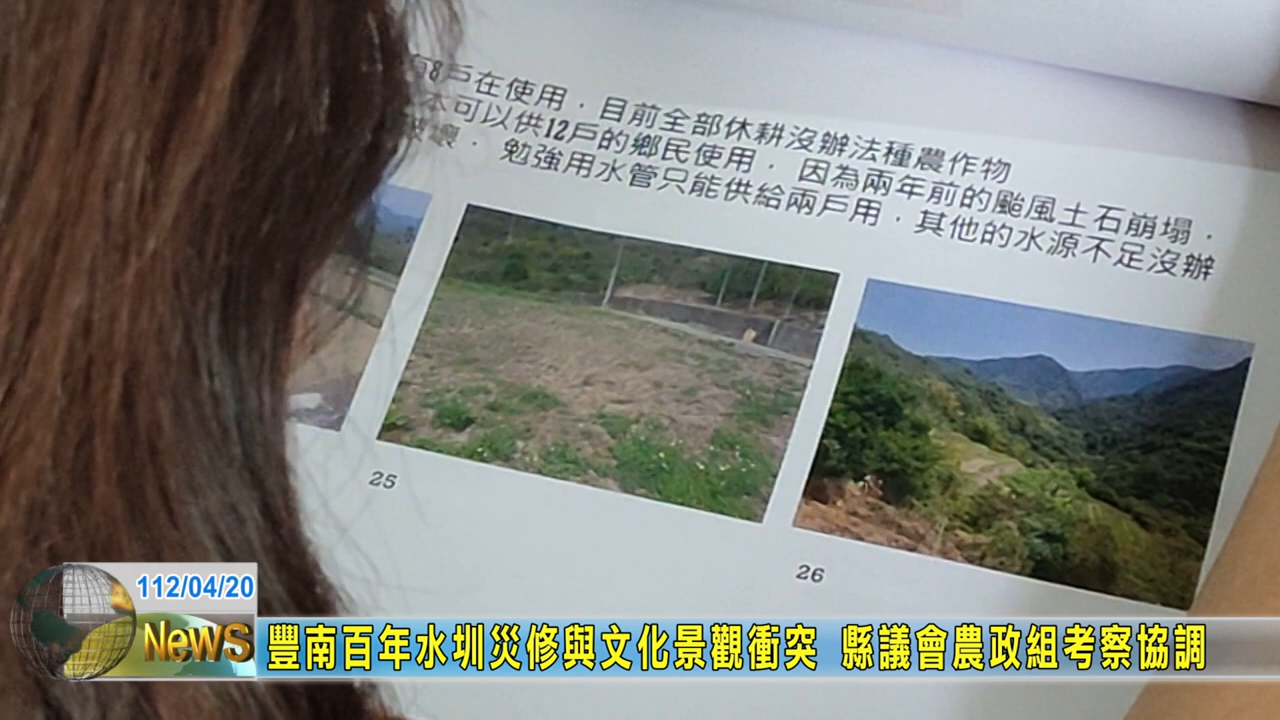 有8戶在使用，目前全部休耕沒辦法種農作物
本可以供12戶的鄉民使用， 因為兩年前的颱風土石崩塌，
壞， 勉強用水管只能供給兩戶用，其他的水源不足沒辦
25
26
112/04/20
News
豐南百年水圳災修與文化景觀衝突 縣議會農政組考察協調